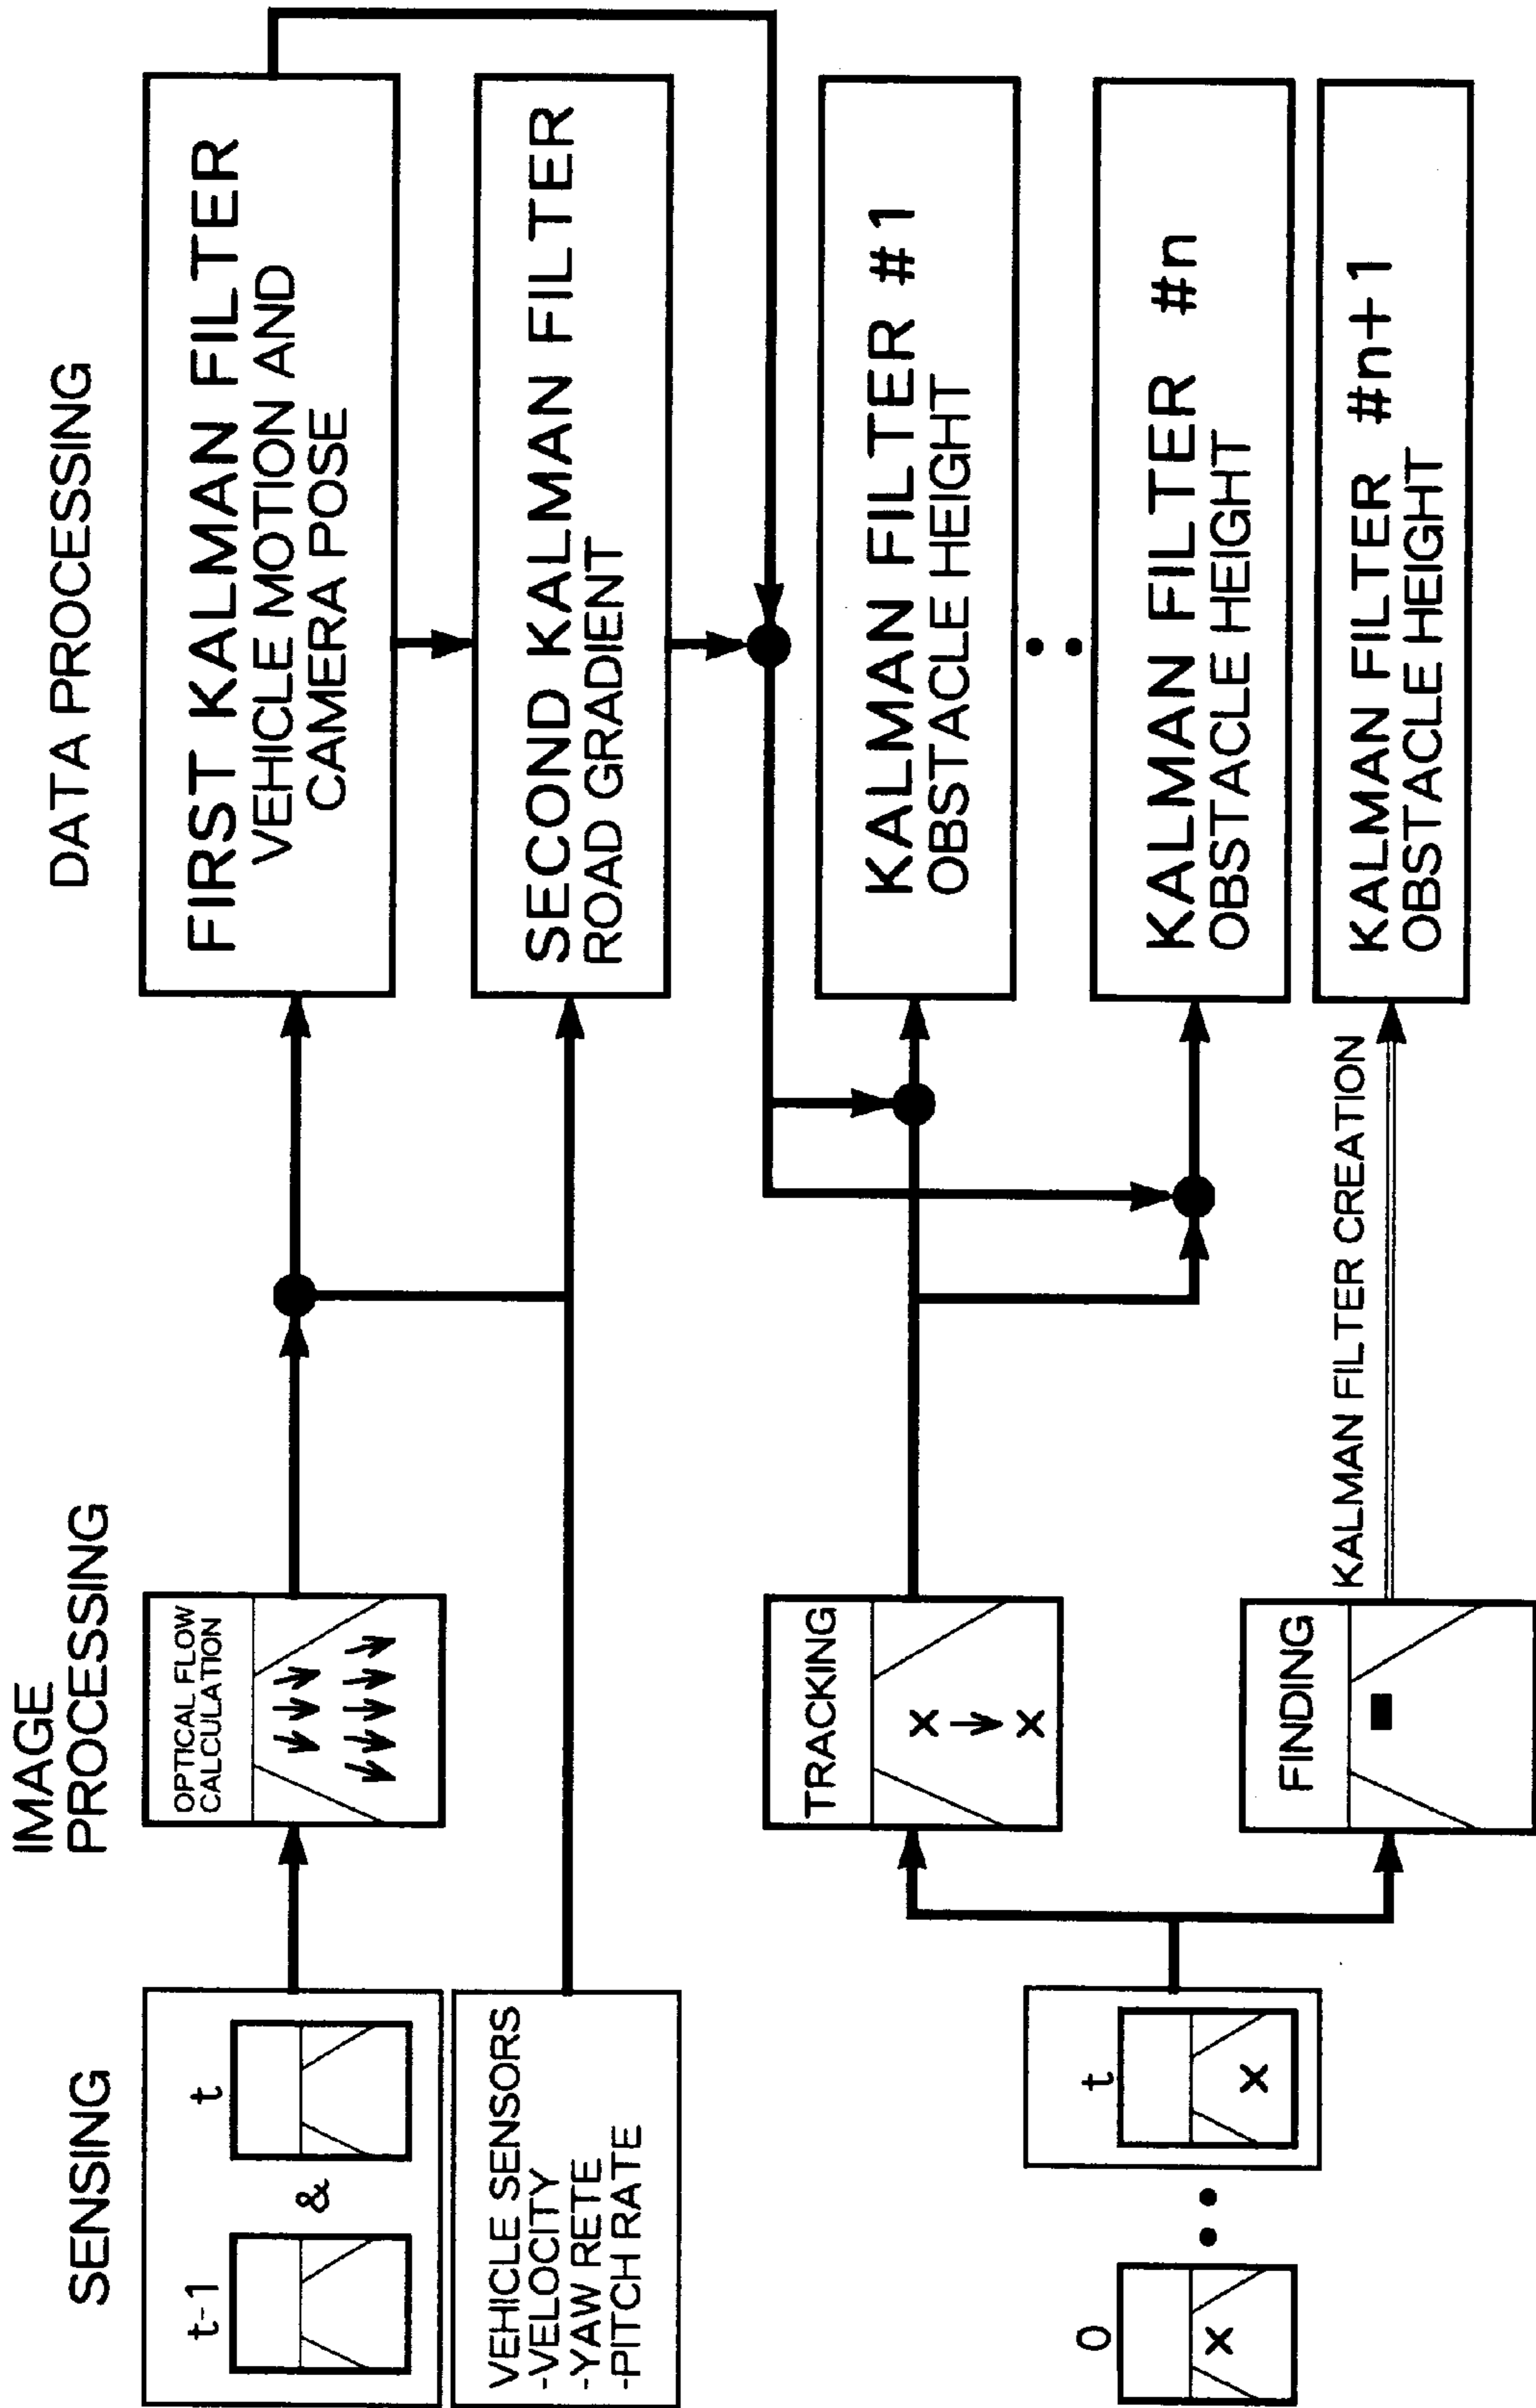 SENSING
IMAGE
PROCESSING
DATA PROCESSING
t-1
&
t
OPTICAL FLOW
CALCULATION
FIRST KALMAN FILTER
VEHICLE MOTION AND
CAMERA POSE
VEHICLE SENSORS
-VELOCITY
-YAW RETE
-PITCH RATE
SECOND KALMAN FILTER
ROAD GRADIENT
TRACKING
x
x
KALMAN FILTER #1
OBSTACLE HEIGHT
KALMAN FILTER #n
OBSTACLE HEIGHT
0
x
t
x
FINDING
KALMAN FILTER CREATION
KALMAN FILTER #n+1
OBSTACLE HEIGHT